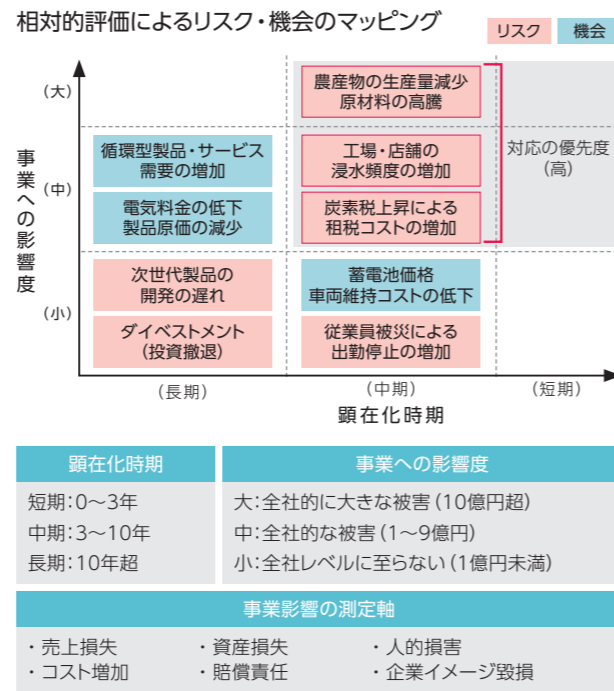 相対的評価によるリスク・機会のマッピング
リスク
機会
事業への影響度
(大)
(中)
(小)
農産物の生産量減少
原材料の高騰
循環型製品・サービス
需要の増加
工場・店舗の
浸水頻度の増加
対応の優先度
(高)
電気料金の低下
製品原価の減少
炭素税上昇による
租税コストの増加
次世代製品の
開発の遅れ
蓄電池価格
車両維持コストの低下
ダイベストメント
(投資撤退)
従業員被災による
出勤停止の増加
(長期)
(中期)
(短期)
顕在化時期
顕在化時期
短期:0〜3年
中期:3〜10年
長期:10年超
事業への影響度
大:全社的に大きな被害(10億円超)
中:全社的な被害(1〜9億円)
小:全社レベルに至らない(1億円未満)
事業影響の測定軸
・売上損失
・資産損失
・人的損害
・コスト増加
・賠償責任
・企業イメージ毀損